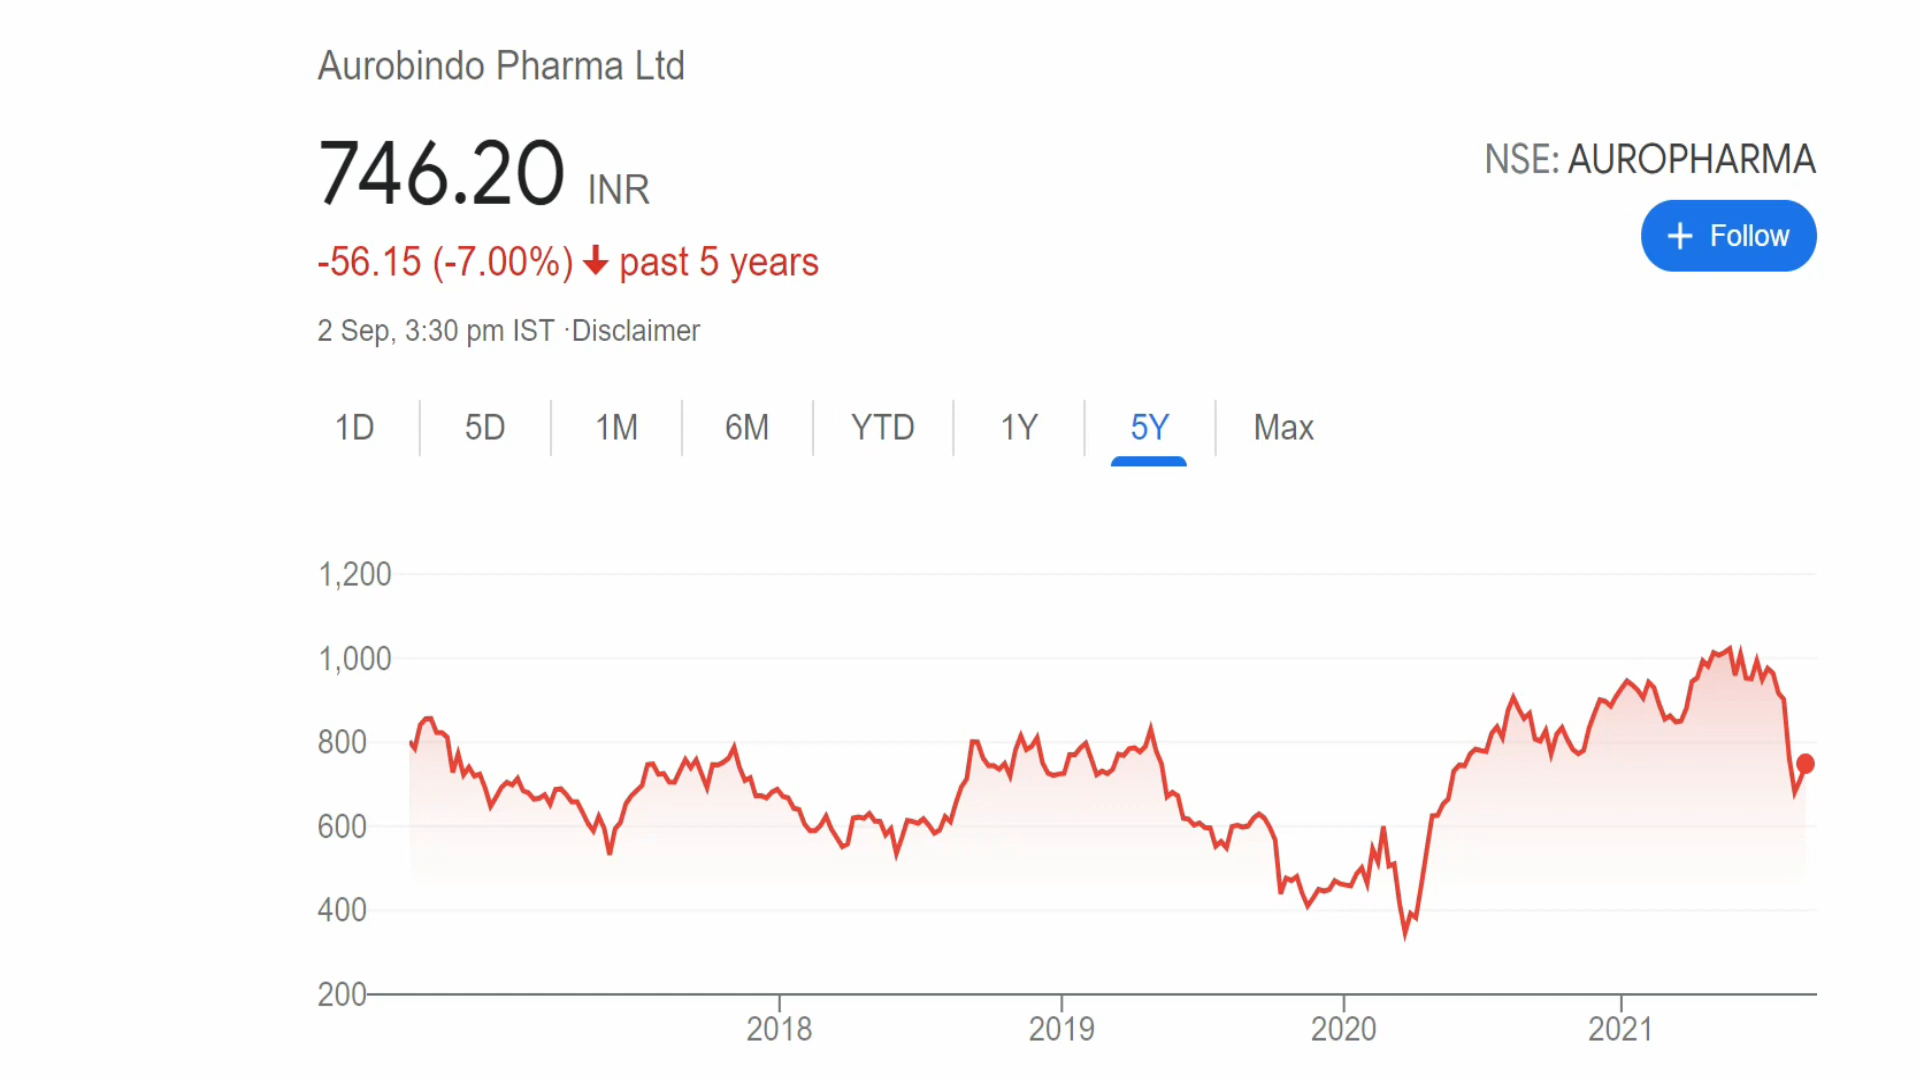 Aurobindo Pharma Ltd
746.20 INR
NSE: AUROPHARMA
+ Follow
-56.15 (-7.00%) ↓ past 5 years
2 Sep, 3:30 pm IST ·Disclaimer
1D 5D 1M 6M YTD 1Y 5Y Max
1,200
1,000
800
600
400
200
2018 2019 2020 2021